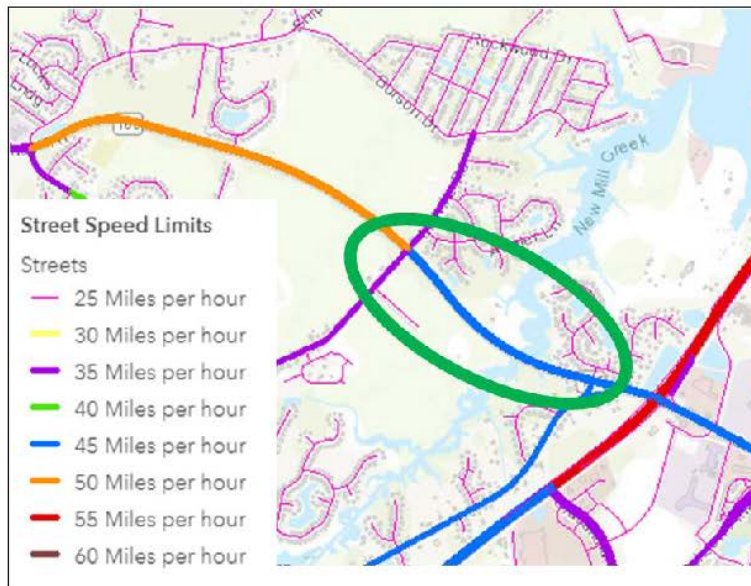 Rockwood Dr
New Mill Creek
Street Speed Limits
Streets
25 Miles per hour
30 Miles per hour
35 Miles per hour
40 Miles per hour
45 Miles per hour
50 Miles per hour
55 Miles per hour
60 Miles per hour